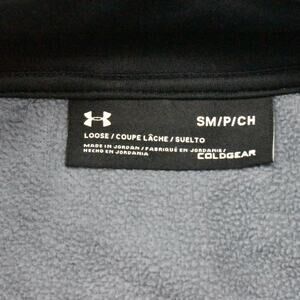 SM/P/CH
LOOSE / COUPE LÂCHE / SUELTO
MADE IN JORDAN / FABRIQUÉ EN JORDANIE /
HECHO EN JORDANIA
COLDGEAR